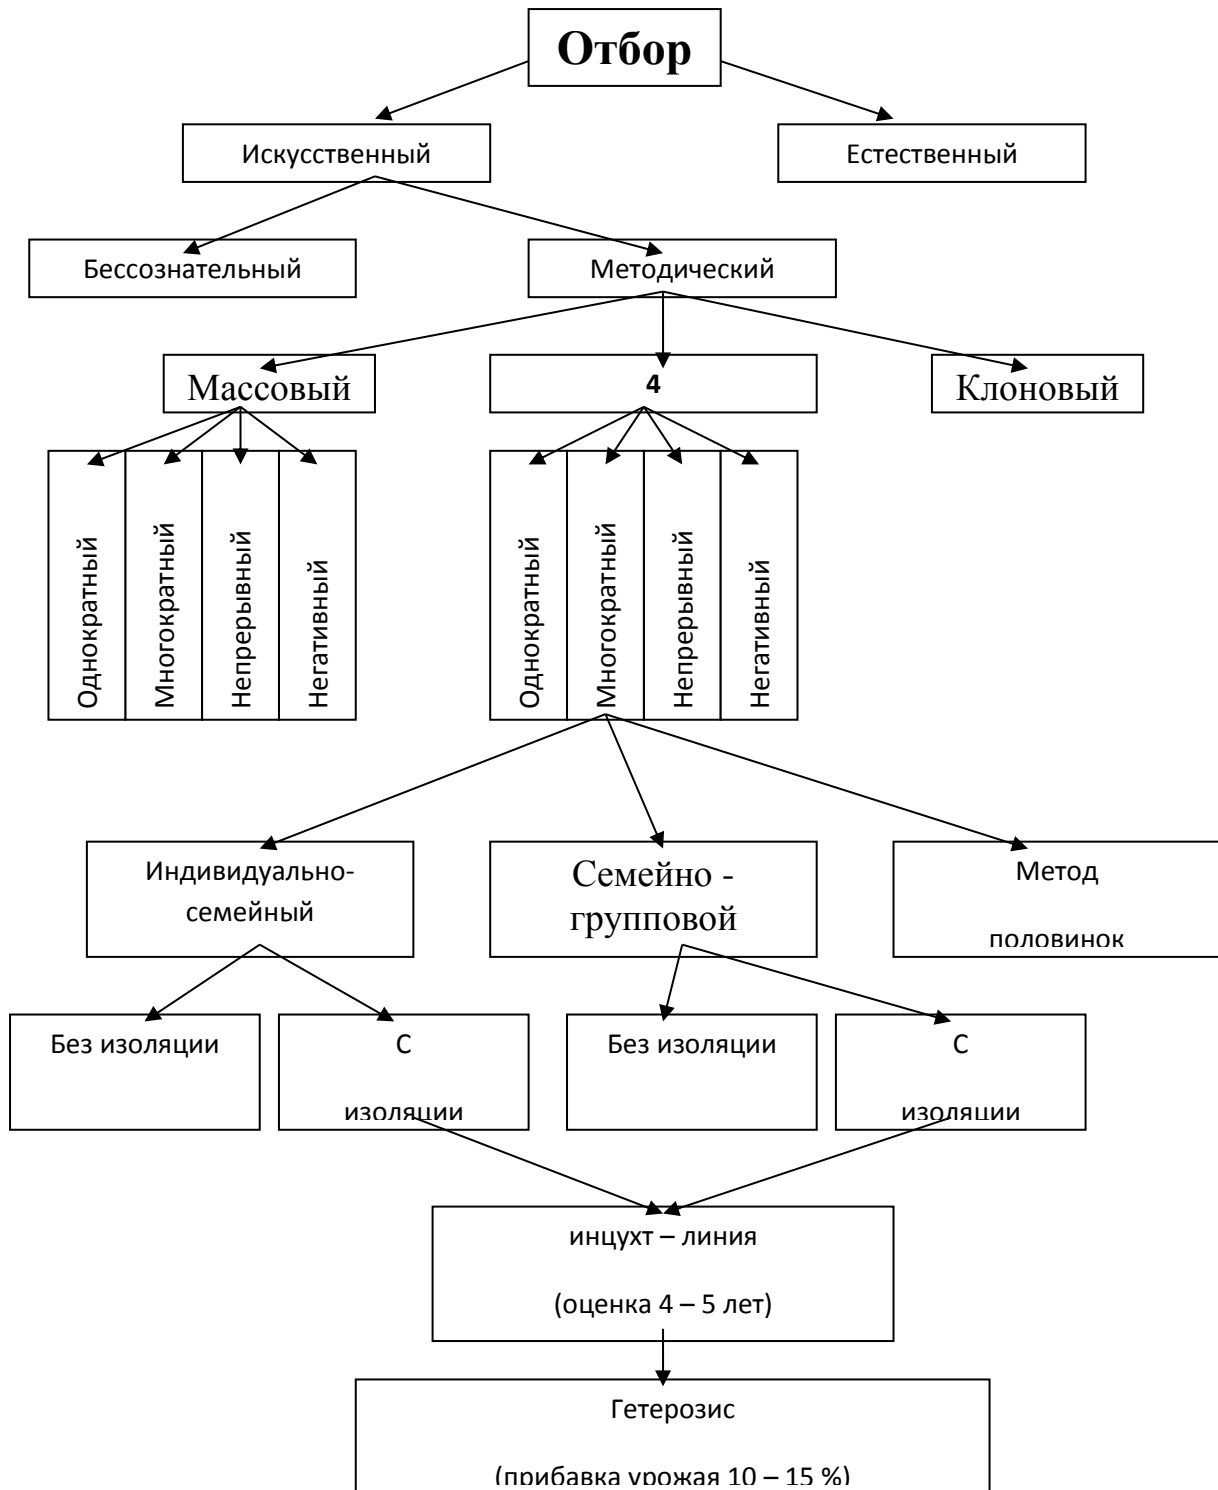 Отбор
Искусственный
Естественный
Бессознательный
Методический
Массовый
4
Клоновый
Однократный
Многократный
Непрерывный
Негативный
Однократный
Многократный
Непрерывный
Негативный
Индивидуально-
семейный
Семейно -
групповой
Метод
половинок
Без изоляции
С
изоляции
Без изоляции
С
изоляции
инцухт – линия
(оценка 4 – 5 лет)
Гетерозис
(прибавка урожая 10 – 15 %)